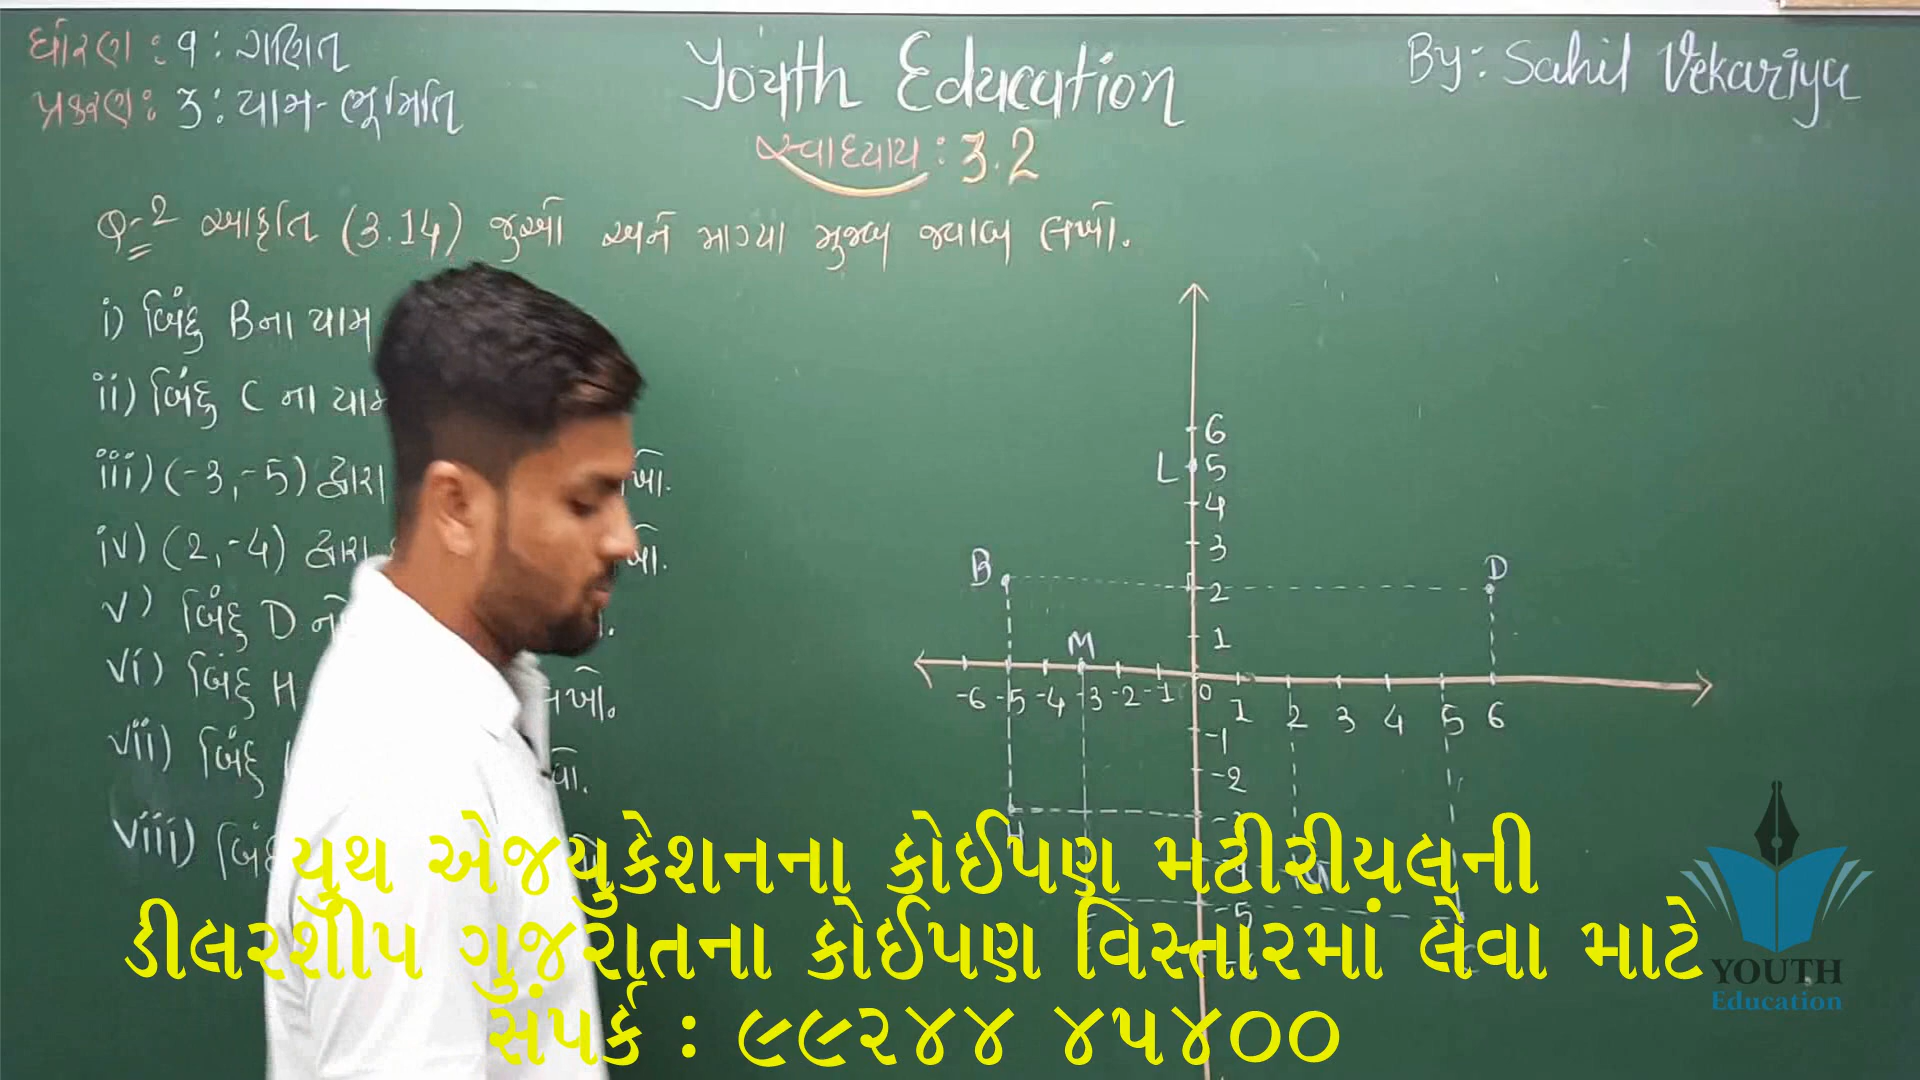 ધોરણ : ૧ : ગણિત
પ્રકરણ : 3 : યામ-ભૂમિતિ
Youth Education
By: Sahil Vekariya
સ્વાધ્યાય : 3.2
Q-2 આકૃતિ (3.14) જુઓ અને માગ્યા મુજબ જવાબ લખો.
i) બિંદુ B ના યામ
ii) બિંદુ C ના યામ
iii) (-3,-5) દ્વારા
iv) (2,-4) દ્વારા
v) બિંદુ D
vi) બિંદુ H લખો.
vii) બિંદુ
viii)
6
L 5
4
3
B D
2
M 1
-6 -5 -4 -3 -2 -1 0 1 2 3 4 5 6
-1
-2
-5
યુથ એજયુકેશનના કોઈપણ મટીરીયલની
ડીલરશીપ ગુજરાતના કોઈપણ વિસ્તારમાં લેવા માટે
સંપર્ક : ૯૯૨૪૪ ૪૫૪૦૦
YOUTH
Education